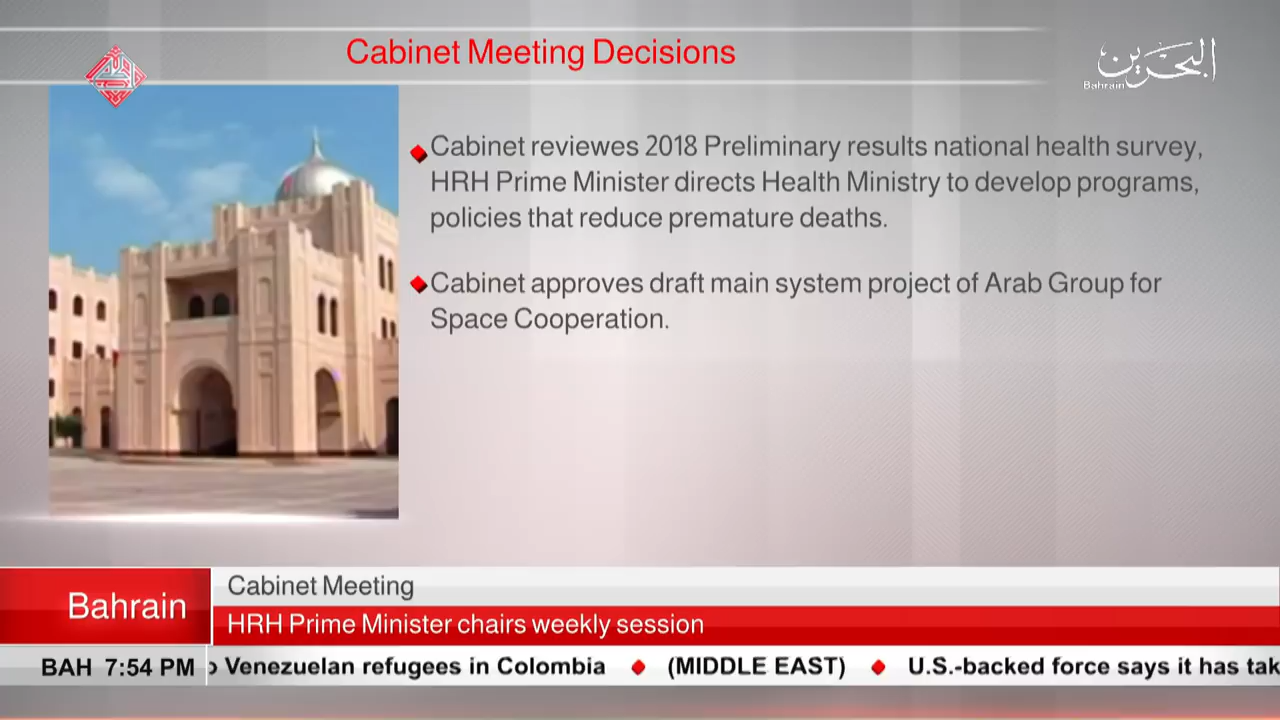 Cabinet Meeting Decisions
البحرين
Bahrain
Cabinet reviewes 2018 Preliminary results national health survey,
HRH Prime Minister directs Health Ministry to develop programs,
policies that reduce premature deaths.
Cabinet approves draft main system project of Arab Group for
Space Cooperation.
Bahrain
Cabinet Meeting
HRH Prime Minister chairs weekly session
BAH 7:54 PM
Venezuelan refugees in Colombia ♦ (MIDDLE EAST) ♦ U.S.-backed force says it has tak